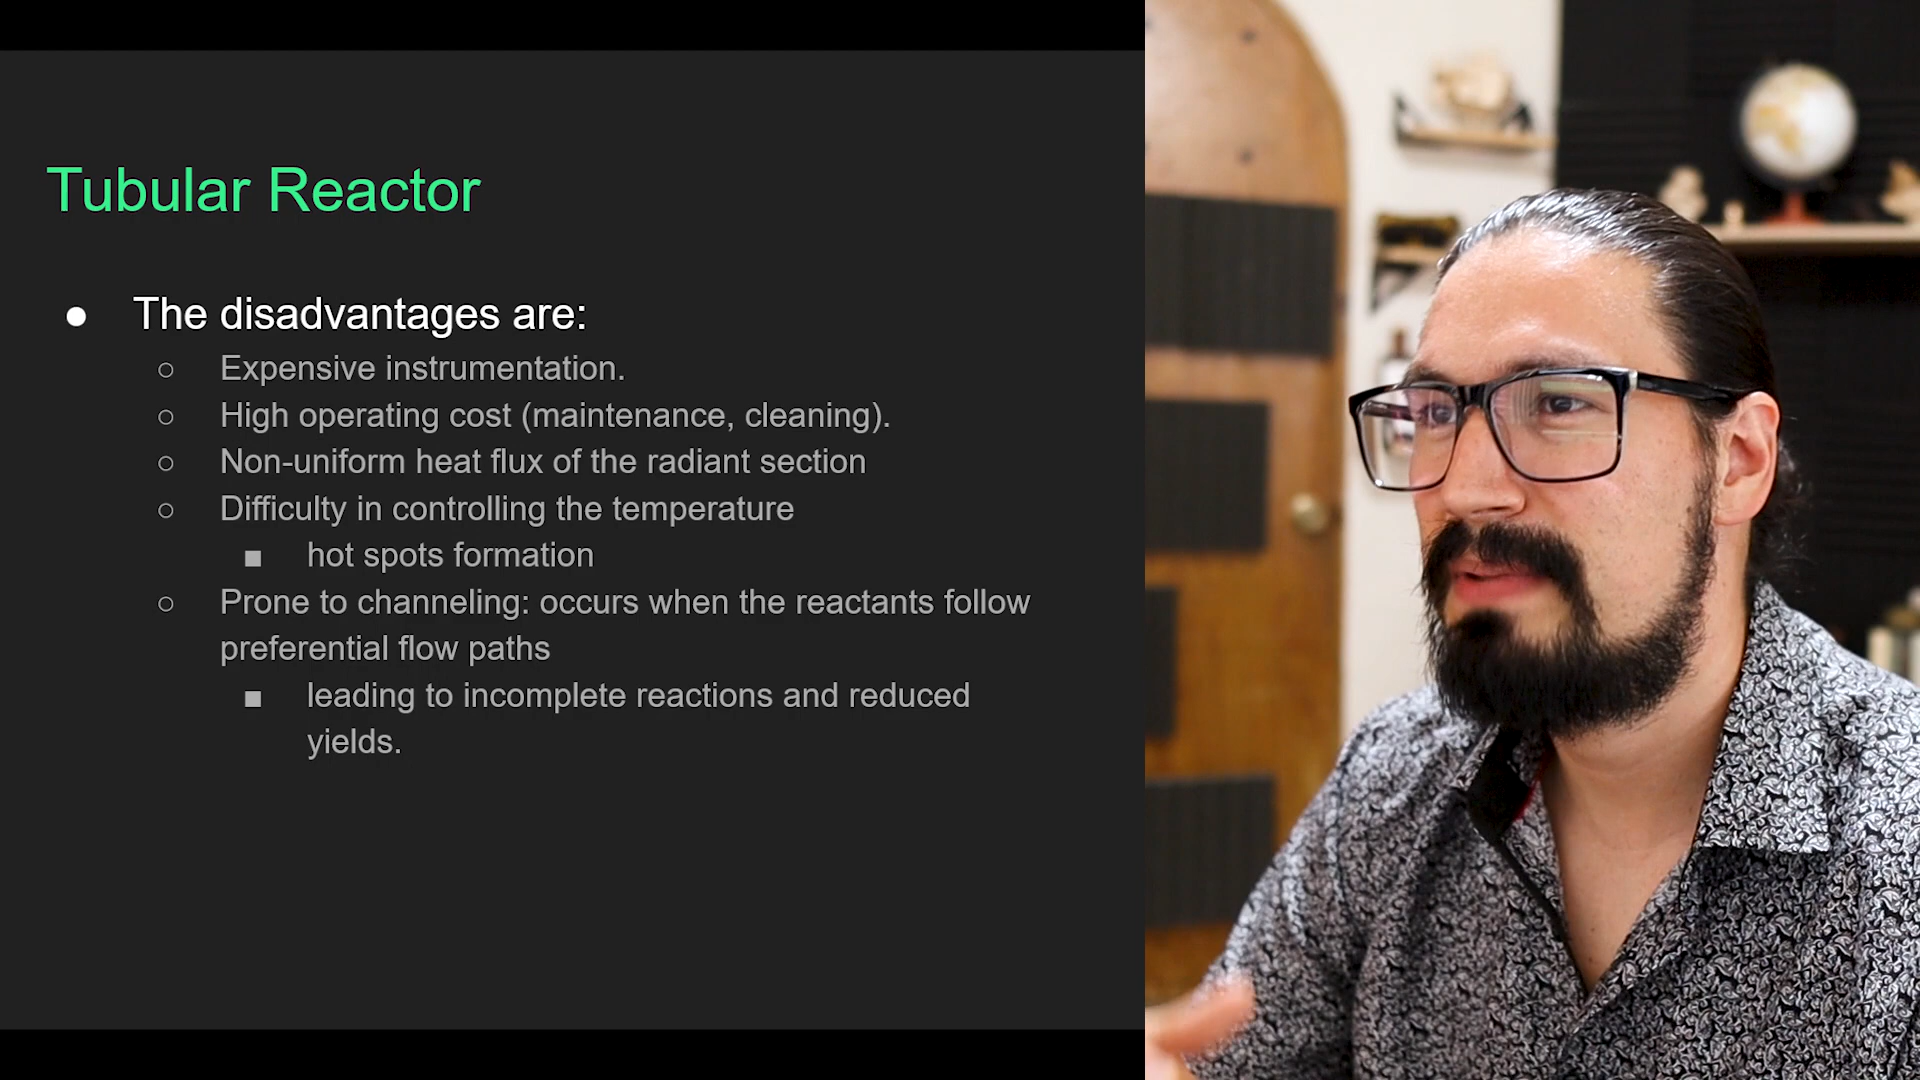 Tubular Reactor
● The disadvantages are:
○ Expensive instrumentation.
○ High operating cost (maintenance, cleaning).
○ Non-uniform heat flux of the radiant section
○ Difficulty in controlling the temperature
■ hot spots formation
○ Prone to channeling: occurs when the reactants follow
preferential flow paths
■ leading to incomplete reactions and reduced
yields.